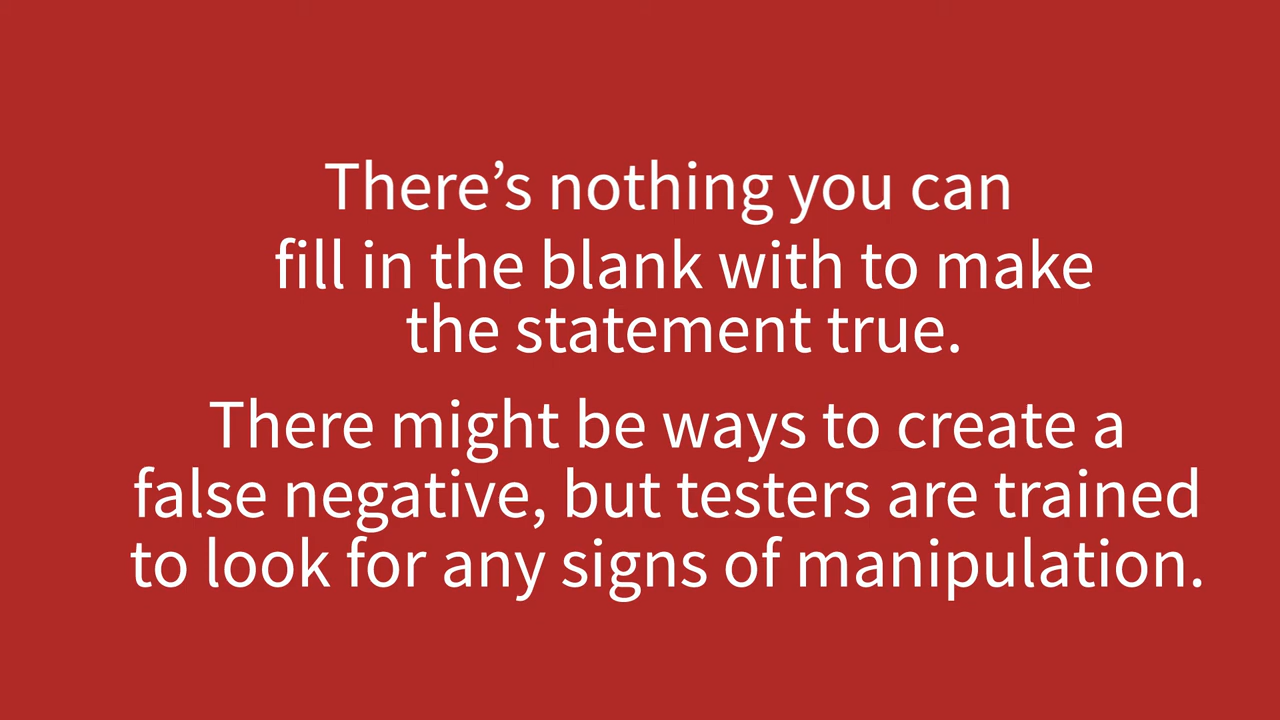 There’s nothing you can
fill in the blank with to make
the statement true.
There might be ways to create a
false negative, but testers are trained
to look for any signs of manipulation.